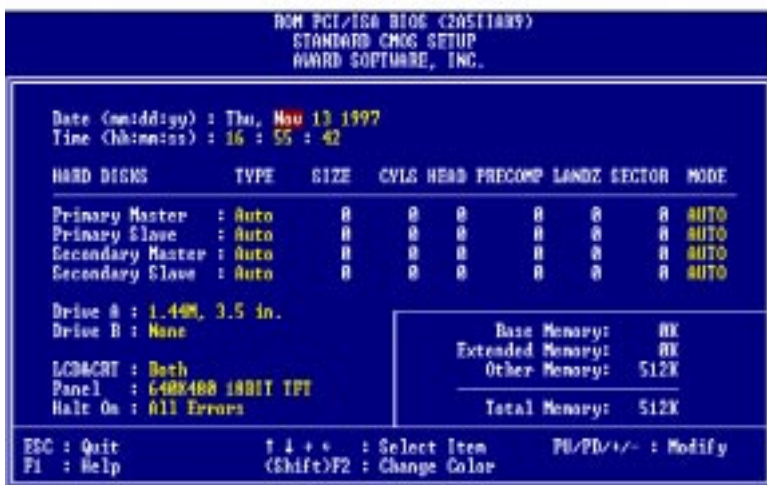 ROM PCI/ISA BIOS (2A5IIAH9)
STANDARD CMOS SETUP
AWARD SOFTWARE, INC.
Date (mm:dd:yy) : Thu, Nov 13 1997
Time (hh:mm:ss) : 16 : 55 : 42
HARD DISKS TYPE SIZE CYLS HEAD PRECOMP LANDZ SECTOR MODE
Primary Master : Auto 0 0 0 0 0 0 AUTO
Primary Slave : Auto 0 0 0 0 0 0 AUTO
Secondary Master : Auto 0 0 0 0 0 0 AUTO
Secondary Slave : Auto 0 0 0 0 0 0 AUTO
Drive A : 1.44M, 3.5 in.
Drive B : None
LCD&CRT : Both
Panel : 640X480 18BIT TFT
Halt On : All Errors
Base Memory: 0K
Extended Memory: 0K
Other Memory: 512K
Total Memory: 512K
ESC : Quit ↑ ↓ → ← : Select Item PU/PD/+/- : Modify
F1 : Help (Shift)F2 : Change Color